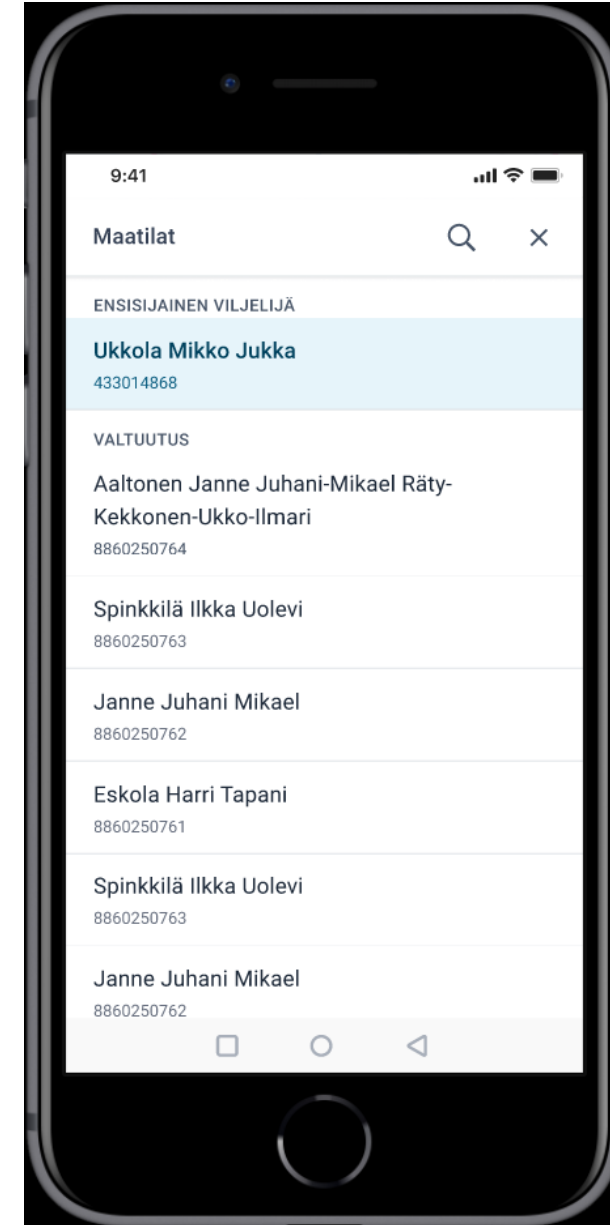 9:41
Maatilat
ENSISIJAINEN VILJELIJÄ
Ukkola Mikko Jukka
433014868
VALTUUTUS
Aaltonen Janne Juhani-Mikael Räty-
Kekkonen-Ukko-Ilmari
8860250764
Spinkkilä Ilkka Uolevi
8860250763
Janne Juhani Mikael
8860250762
Eskola Harri Tapani
8860250761
Spinkkilä Ilkka Uolevi
8860250763
Janne Juhani Mikael
8860250762